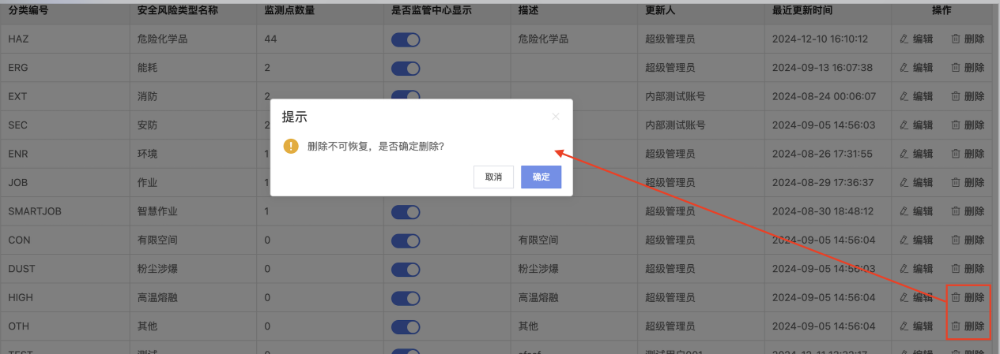 分类编号 安全风险类型名称 监测点数量 是否监管中心显示 描述 更新人 最近更新时间 操作
HAZ 危险化学品 44 危险化学品 超级管理员 2024-12-10 16:10:12 编辑 删除
ERG 能耗 2 超级管理员 2024-09-13 16:07:38 编辑 删除
EXT 消防 2 内部测试账号 2024-08-24 00:06:07 编辑 删除
SEC 安防 2 内部测试账号 2024-09-05 14:56:03 编辑 删除
ENR 环境 1 超级管理员 2024-08-26 17:31:55 编辑 删除
JOB 作业 1 超级管理员 2024-08-29 17:36:37 编辑 删除
SMARTJOB 智慧作业 1 超级管理员 2024-08-30 18:48:12 编辑 删除
CON 有限空间 0 有限空间 超级管理员 2024-09-05 14:56:04 编辑 删除
DUST 粉尘涉爆 0 粉尘涉爆 超级管理员 2024-09-05 14:56:03 编辑 删除
HIGH 高温熔融 0 高温熔融 超级管理员 2024-09-05 14:56:04 编辑 删除
OTH 其他 0 其他 超级管理员 2024-09-05 14:56:04 编辑 删除
TEST 测试 0 测试用户001 编辑 删除
提示
删除不可恢复，是否确定删除?
取消 确定